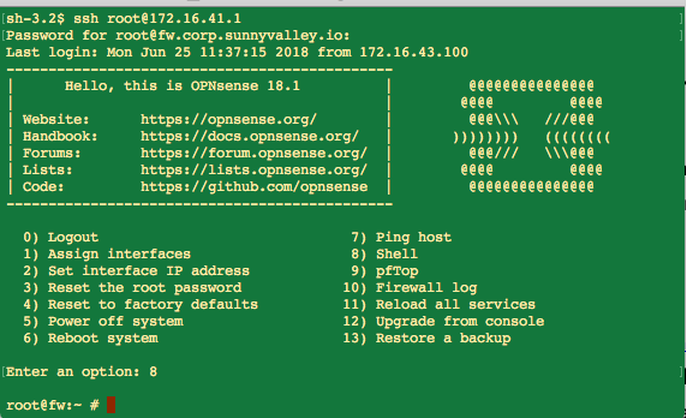 [sh-3.2$ ssh root@172.16.41.1 ]
[Password for root@fw.corp.sunnyvalley.io: ]
Last login: Mon Jun 25 11:37:15 2018 from 172.16.43.100
----------------------------------------------
|      Hello, this is OPNsense 18.1          |         @@@@@@@@@@@@@@@
|                                            |        @@@@         @@@@
| Website:      https://opnsense.org/        |         @@@\\\   ///@@@
| Handbook:     https://docs.opnsense.org/   |       ))))))))   ((((((((
| Forums:       https://forum.opnsense.org/  |         @@@///   \\\@@@
| Lists:        https://lists.opnsense.org/  |        @@@@         @@@@
| Code:         https://github.com/opnsense  |         @@@@@@@@@@@@@@@
----------------------------------------------
  0) Logout                              7) Ping host
  1) Assign interfaces                   8) Shell
  2) Set interface IP address            9) pfTop
  3) Reset the root password            10) Firewall log
  4) Reset to factory defaults          11) Reload all services
  5) Power off system                   12) Upgrade from console
  6) Reboot system                      13) Restore a backup
[Enter an option: 8 ]
root@fw:~ #